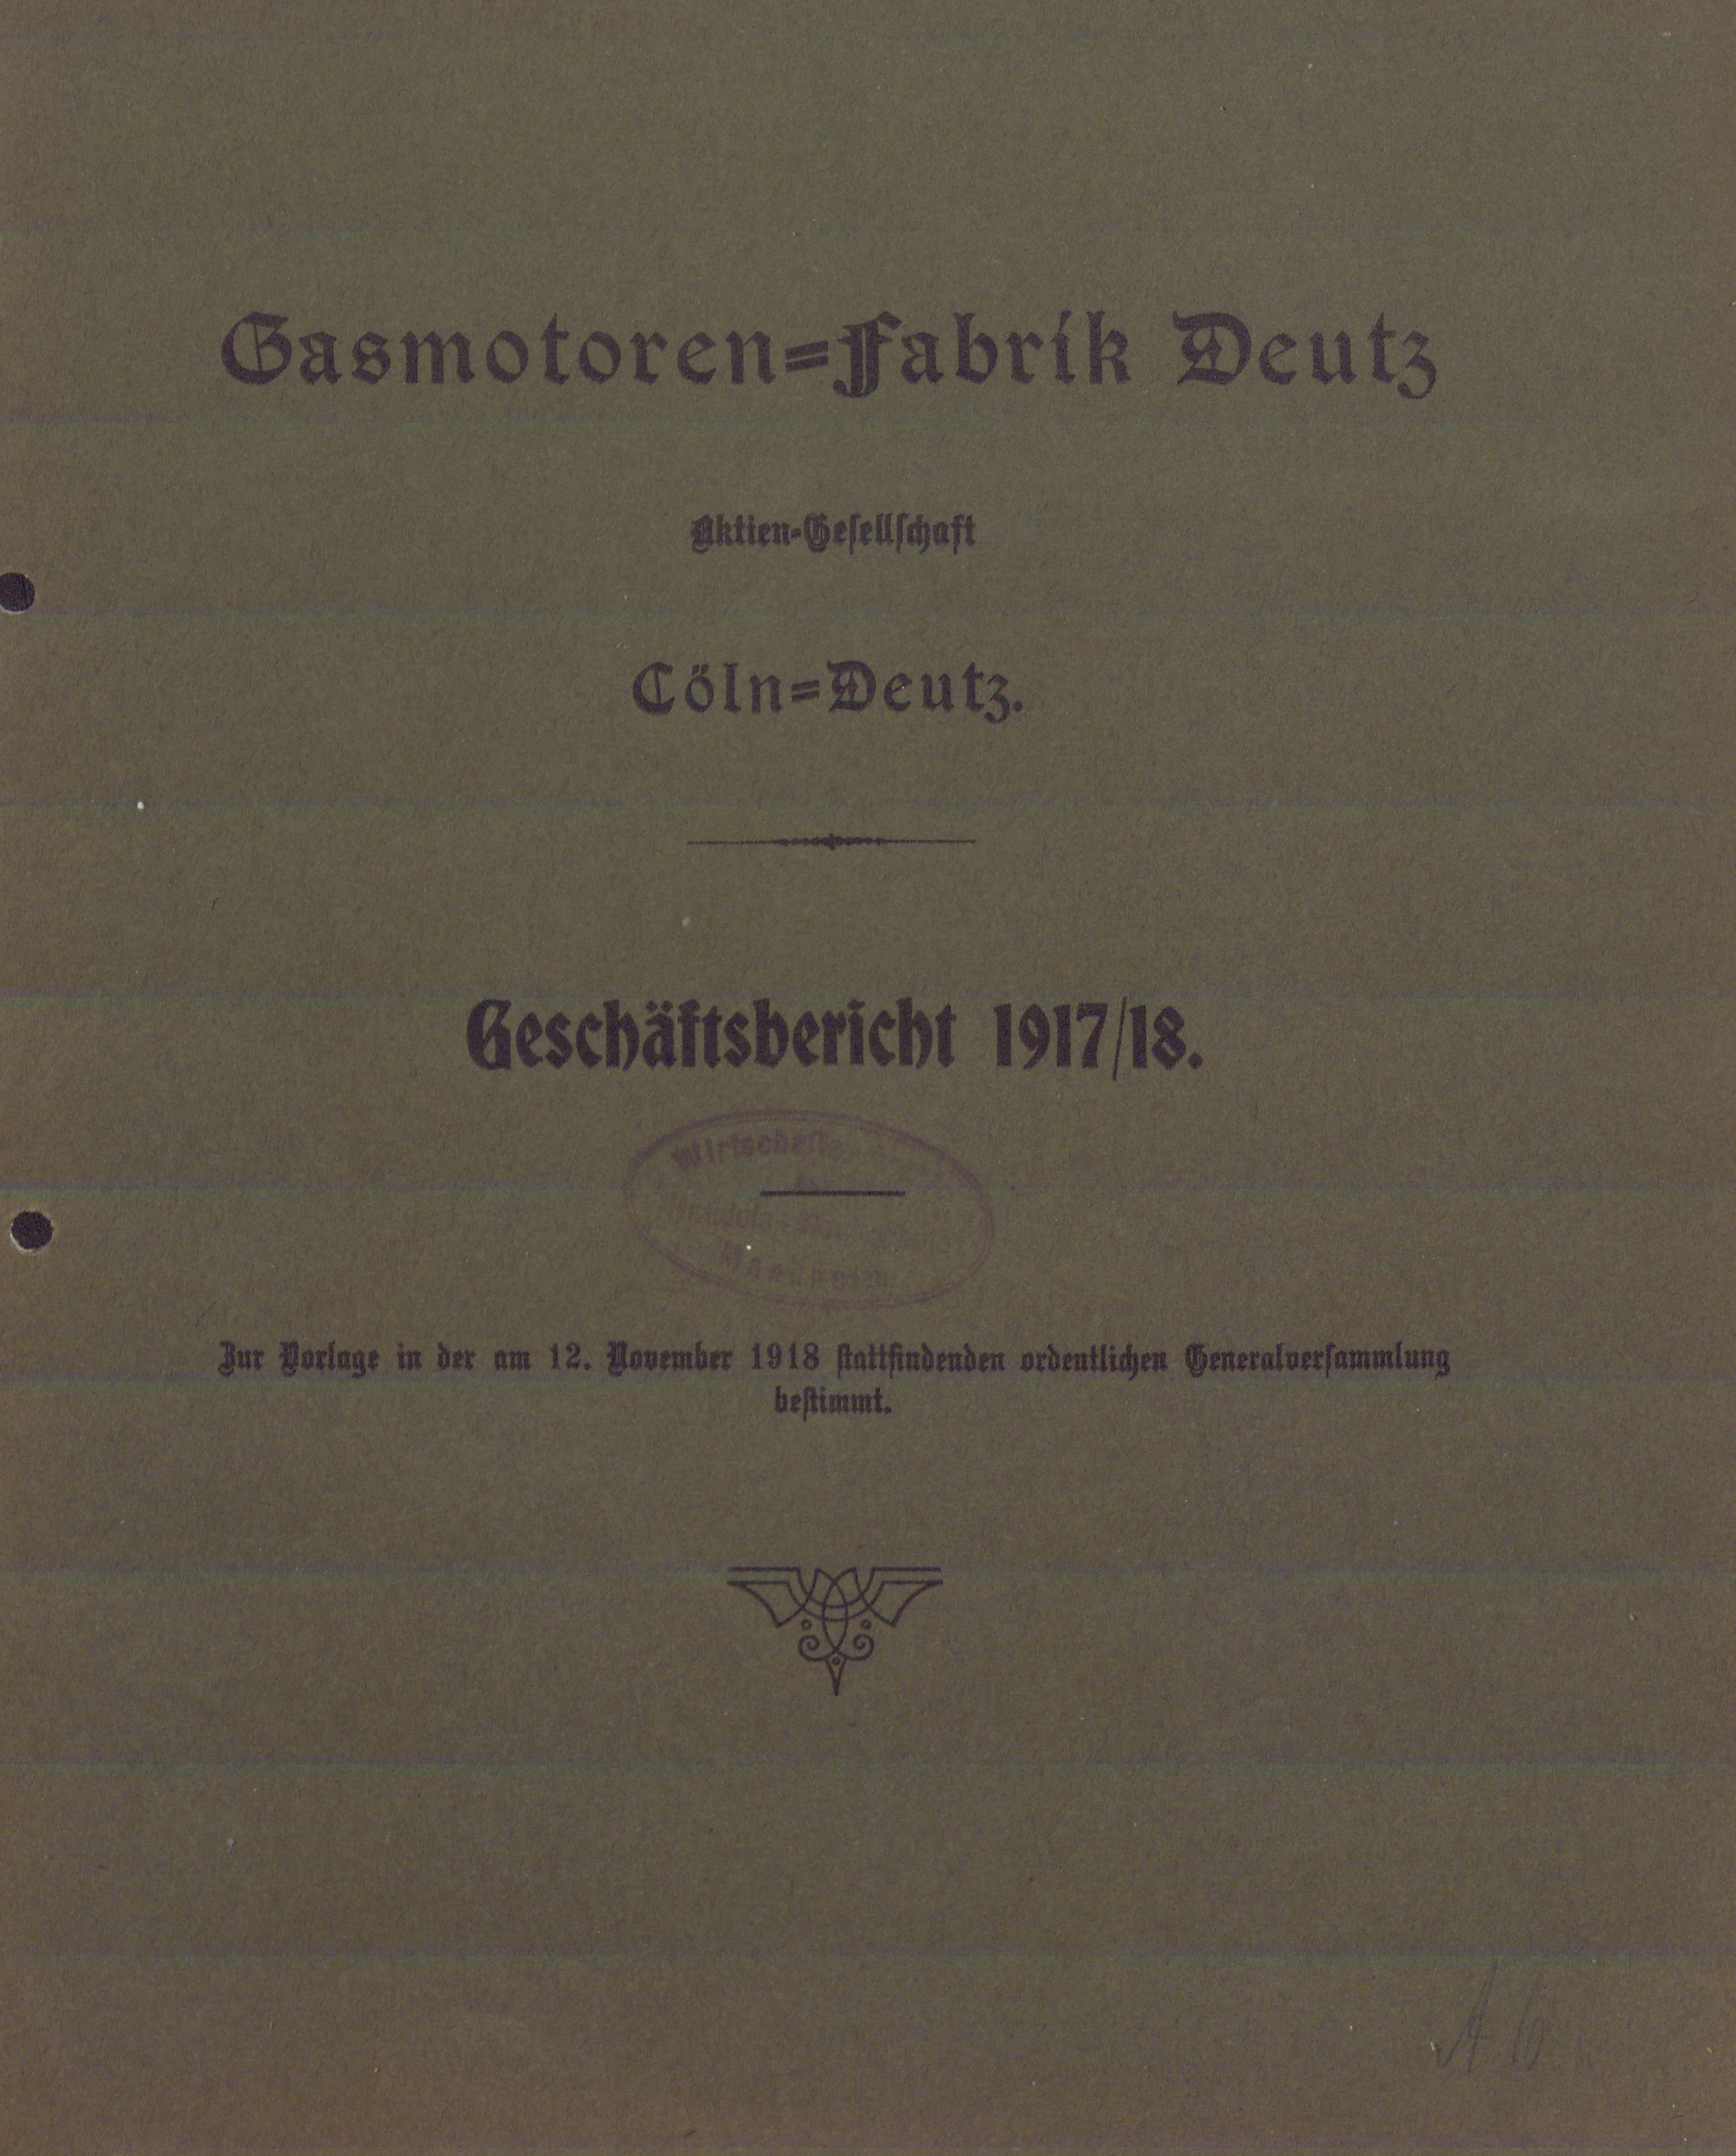 Gasmotoren=Fabrik Deutz
Aktien-Gesellschaft
Cöln=Deutz.
Geschäftsbericht 1917/18.
Zur Vorlage in der am 12. November 1918 stattfindenden ordentlichen Generalversammlung
bestimmt.